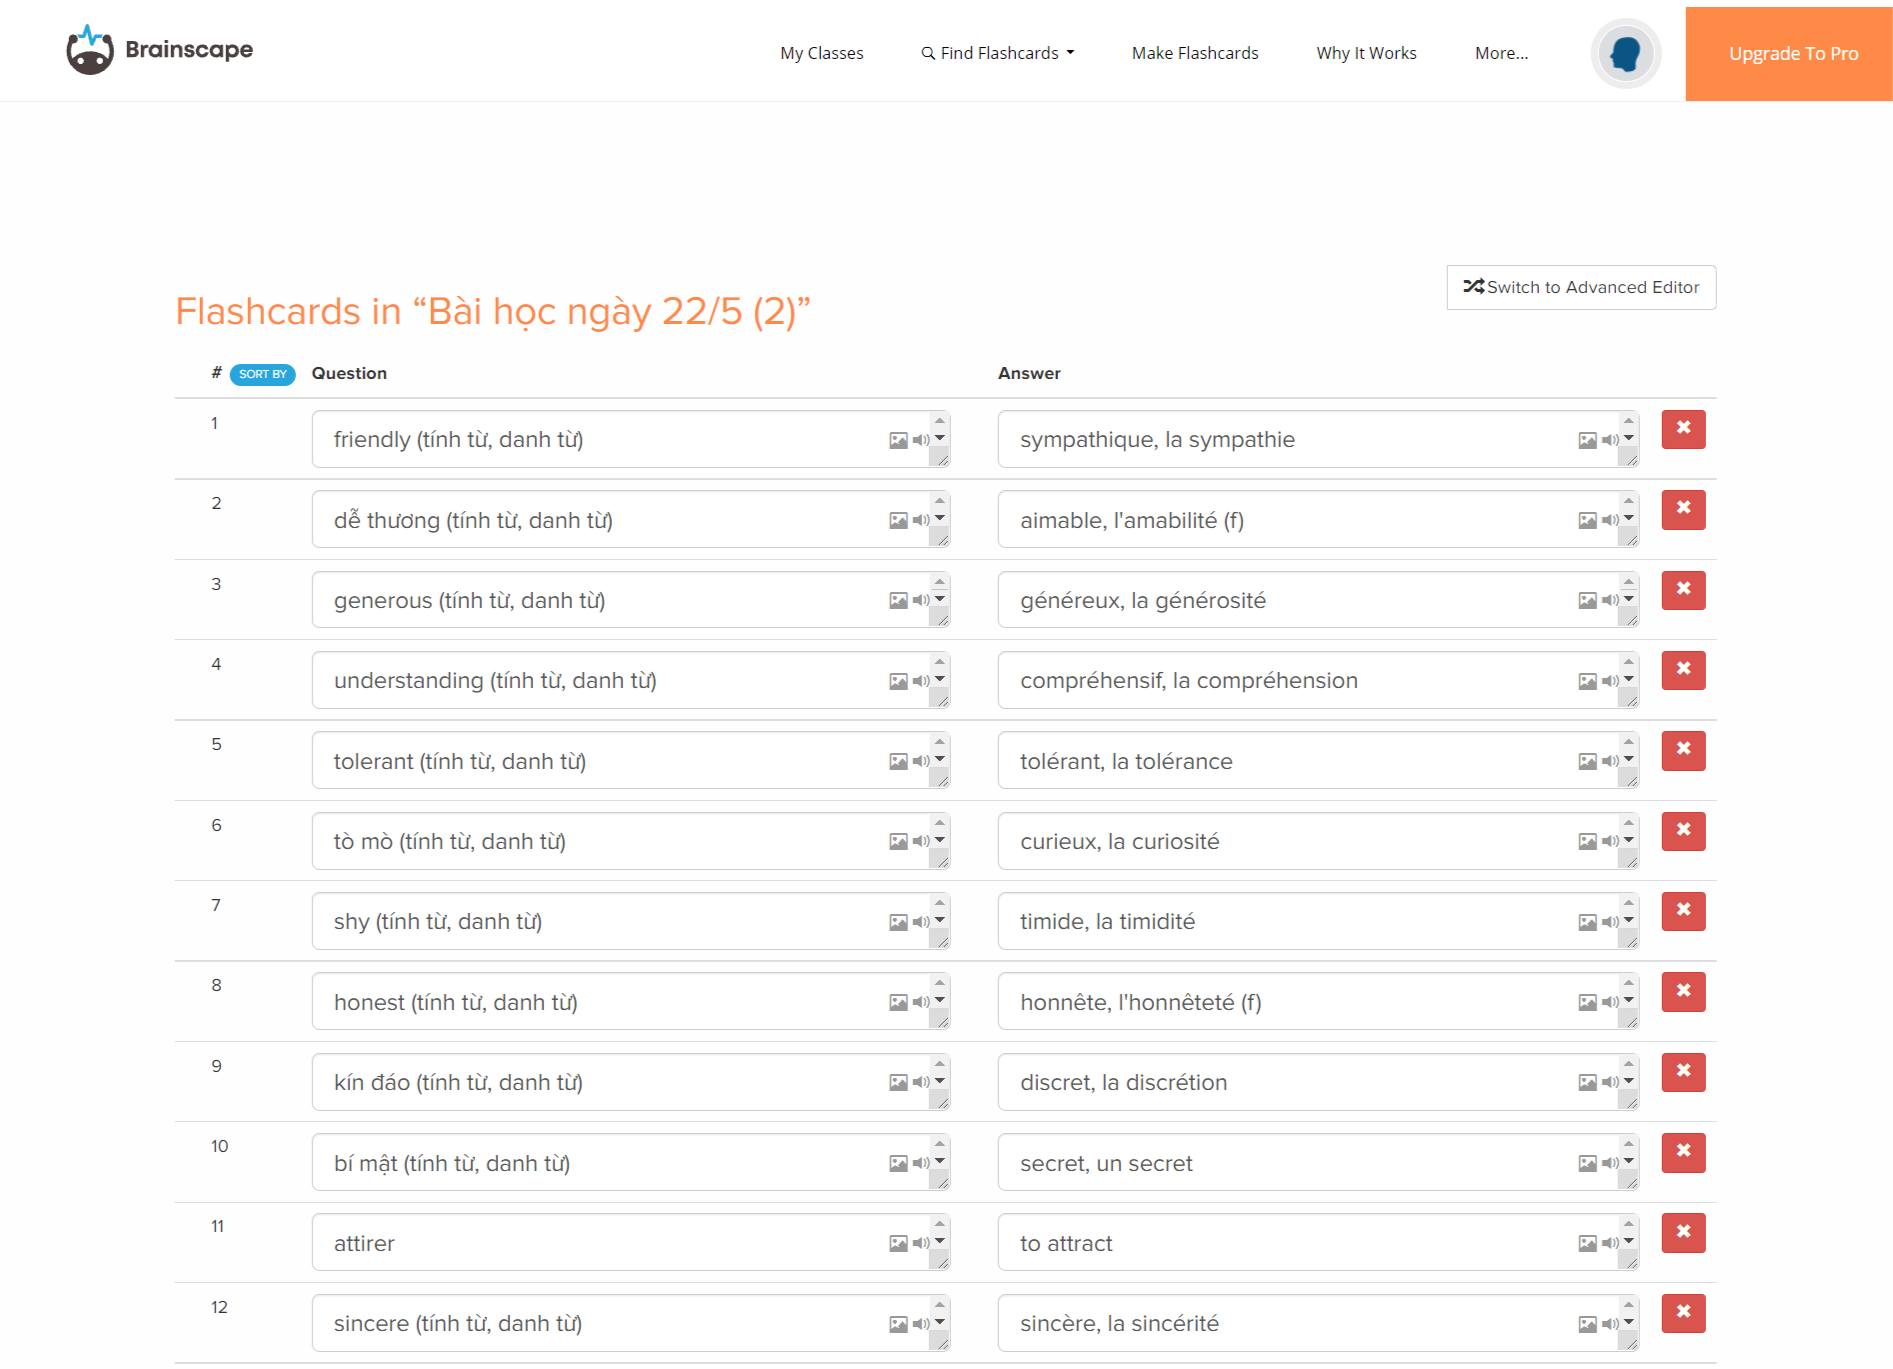 Brainscape
My Classes
Find Flashcards
Make Flashcards
Why It Works
More...
Upgrade To Pro
Switch to Advanced Editor
Flashcards in “Bài học ngày 22/5 (2)”
# SORT BY Question Answer
1 friendly (tính từ, danh từ) sympathique, la sympathie
2 dễ thương (tính từ, danh từ) aimable, l'amabilité (f)
3 generous (tính từ, danh từ) généreux, la générosité
4 understanding (tính từ, danh từ) compréhensif, la compréhension
5 tolerant (tính từ, danh từ) tolérant, la tolérance
6 tò mò (tính từ, danh từ) curieux, la curiosité
7 shy (tính từ, danh từ) timide, la timidité
8 honest (tính từ, danh từ) honnête, l'honnêteté (f)
9 kín đáo (tính từ, danh từ) discret, la discrétion
10 bí mật (tính từ, danh từ) secret, un secret
11 attirer to attract
12 sincere (tính từ, danh từ) sincère, la sincérité